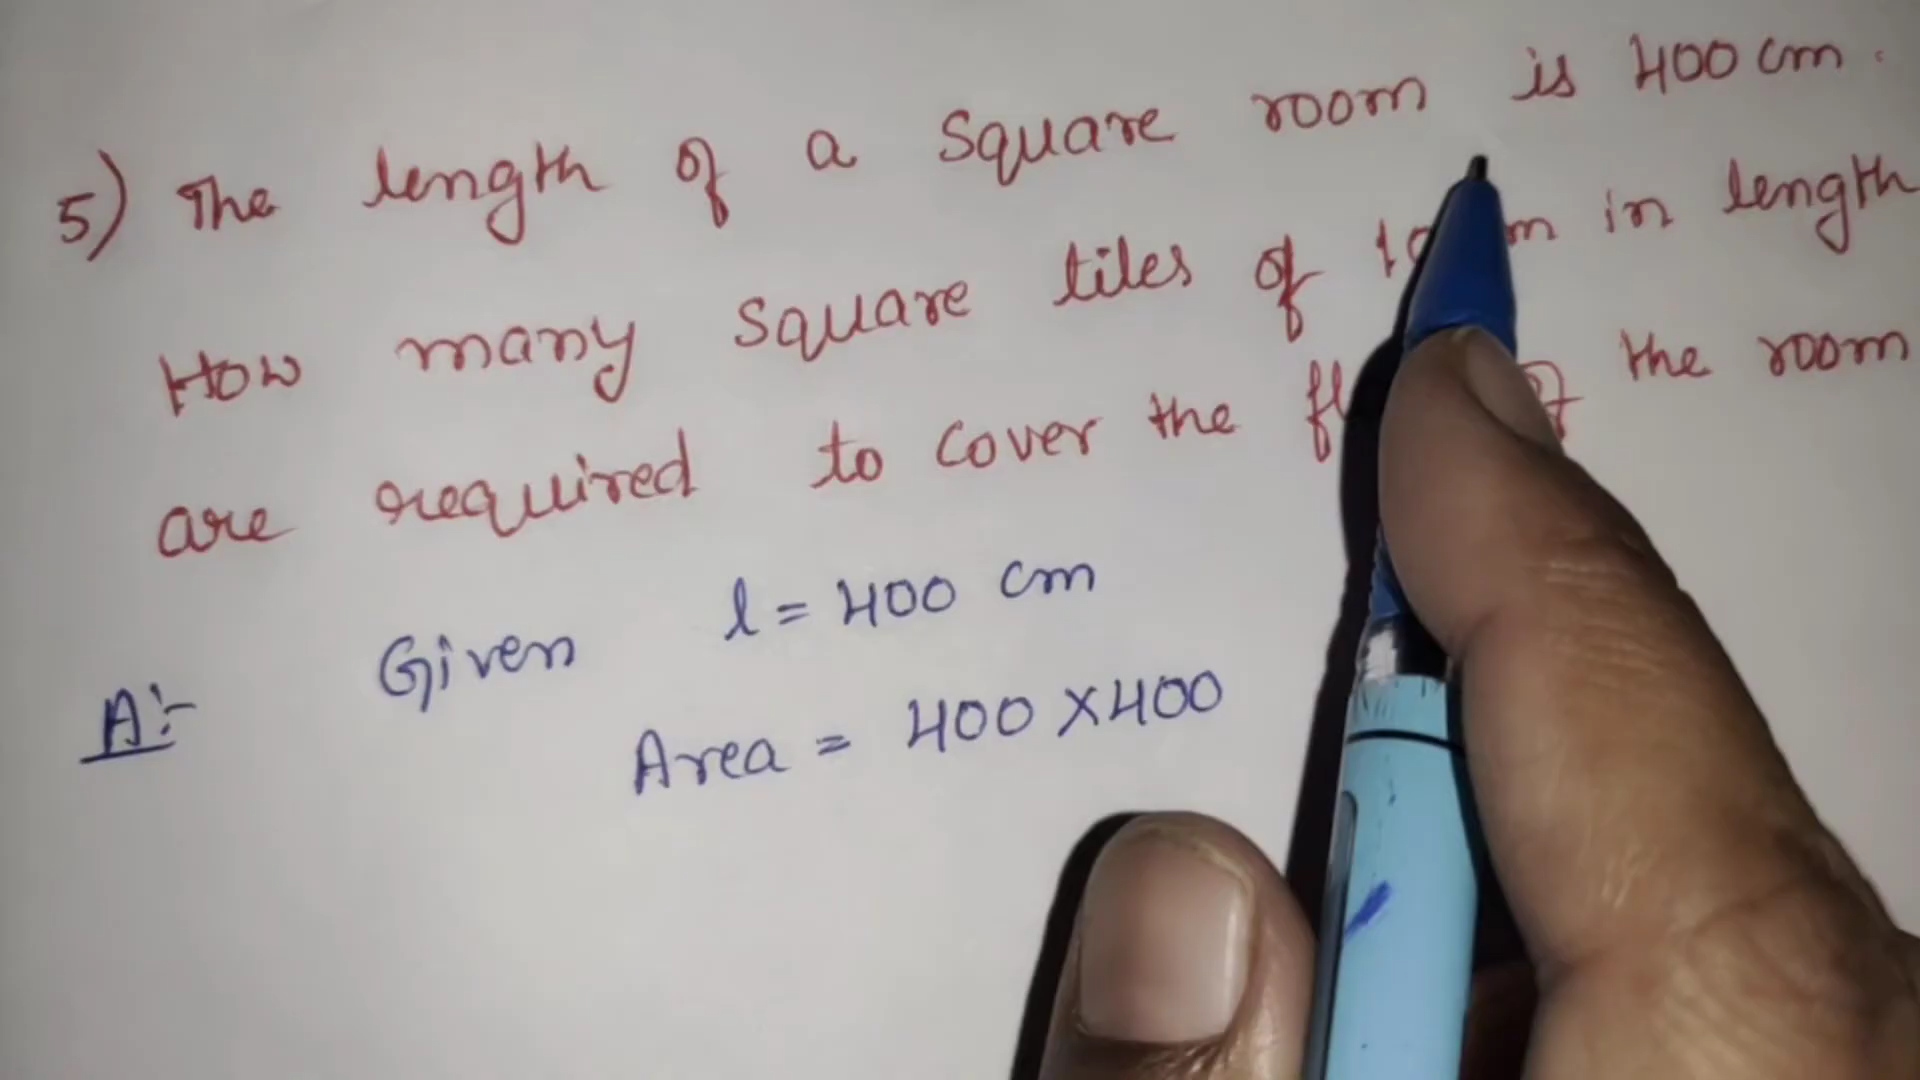 5) The length of a square room is 400 cm.
How many square tiles of in length
are required to cover the of the room
A:- Given l = 400 cm
Area = 400 X 400